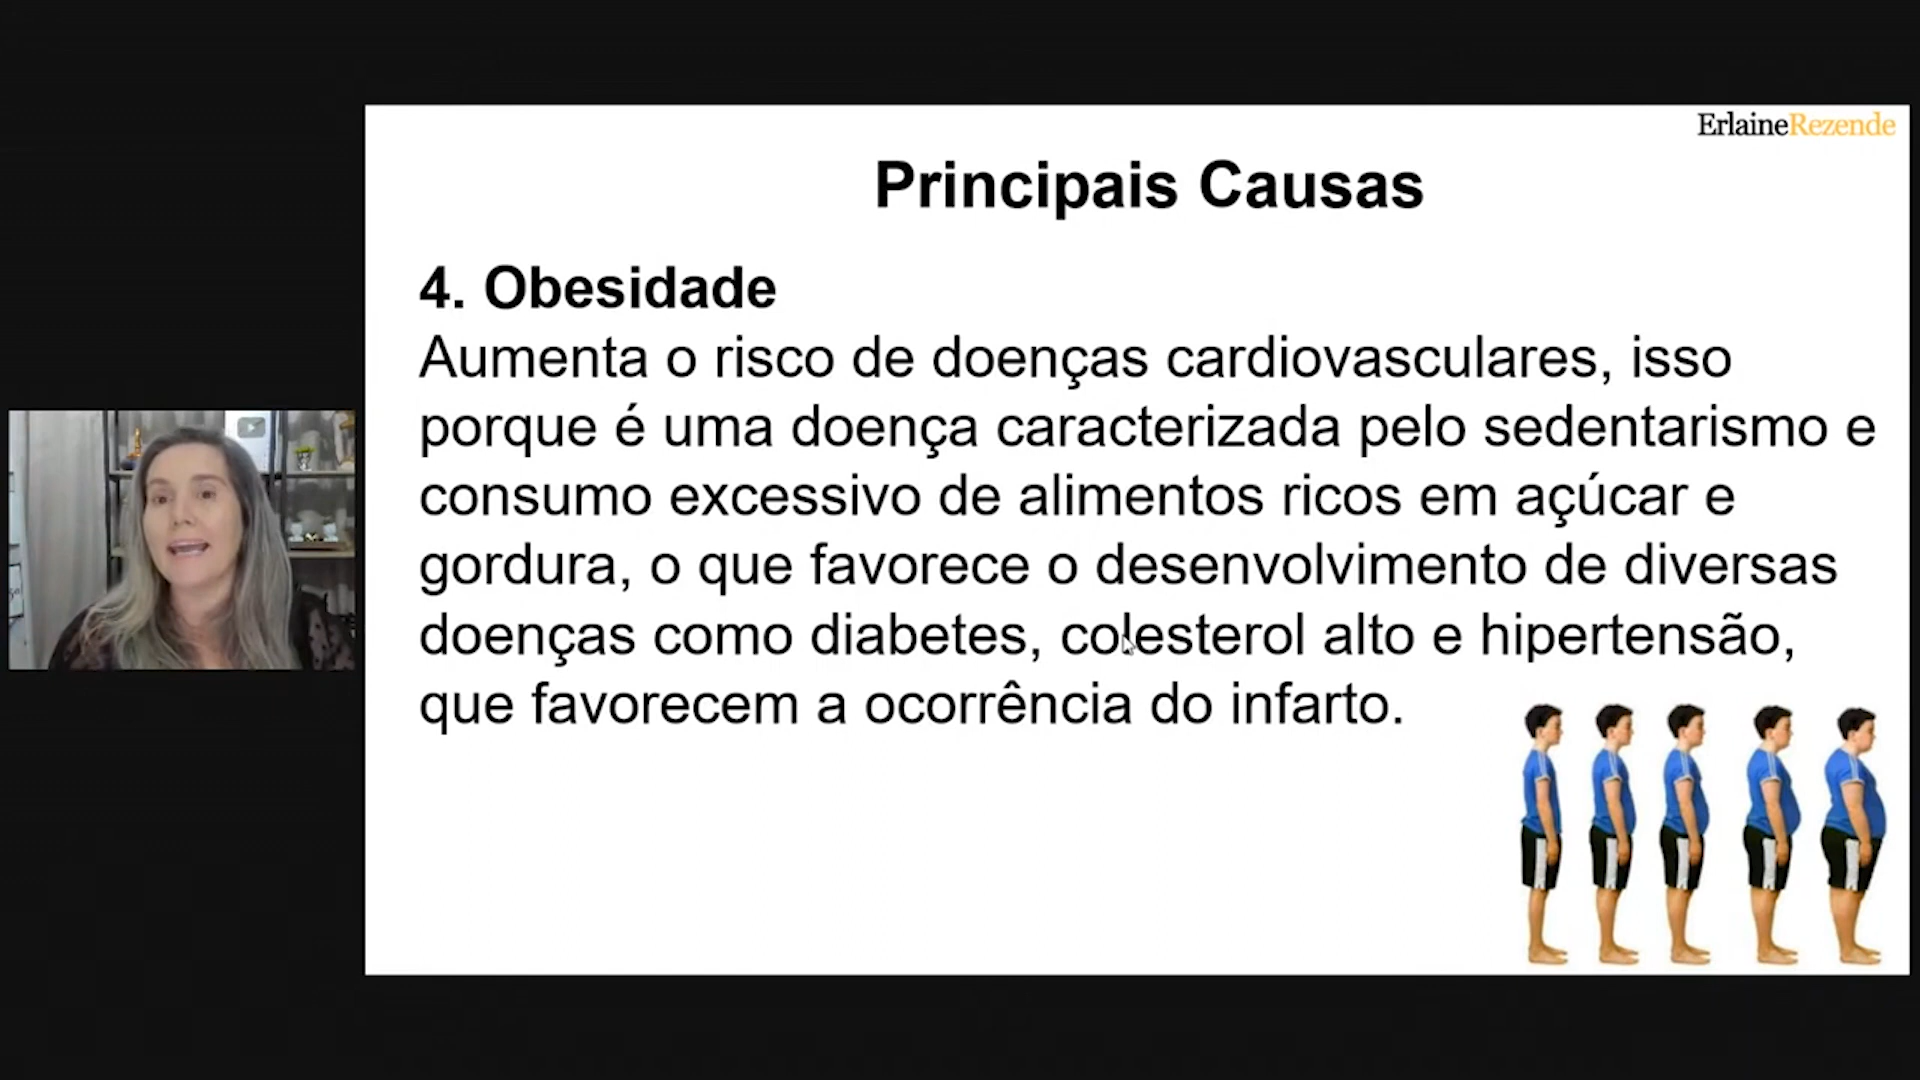 ErlaineRezende
Principais Causas
4. Obesidade
Aumenta o risco de doenças cardiovasculares, isso
porque é uma doença caracterizada pelo sedentarismo e
consumo excessivo de alimentos ricos em açúcar e
gordura, o que favorece o desenvolvimento de diversas
doenças como diabetes, colesterol alto e hipertensão,
que favorecem a ocorrência do infarto.